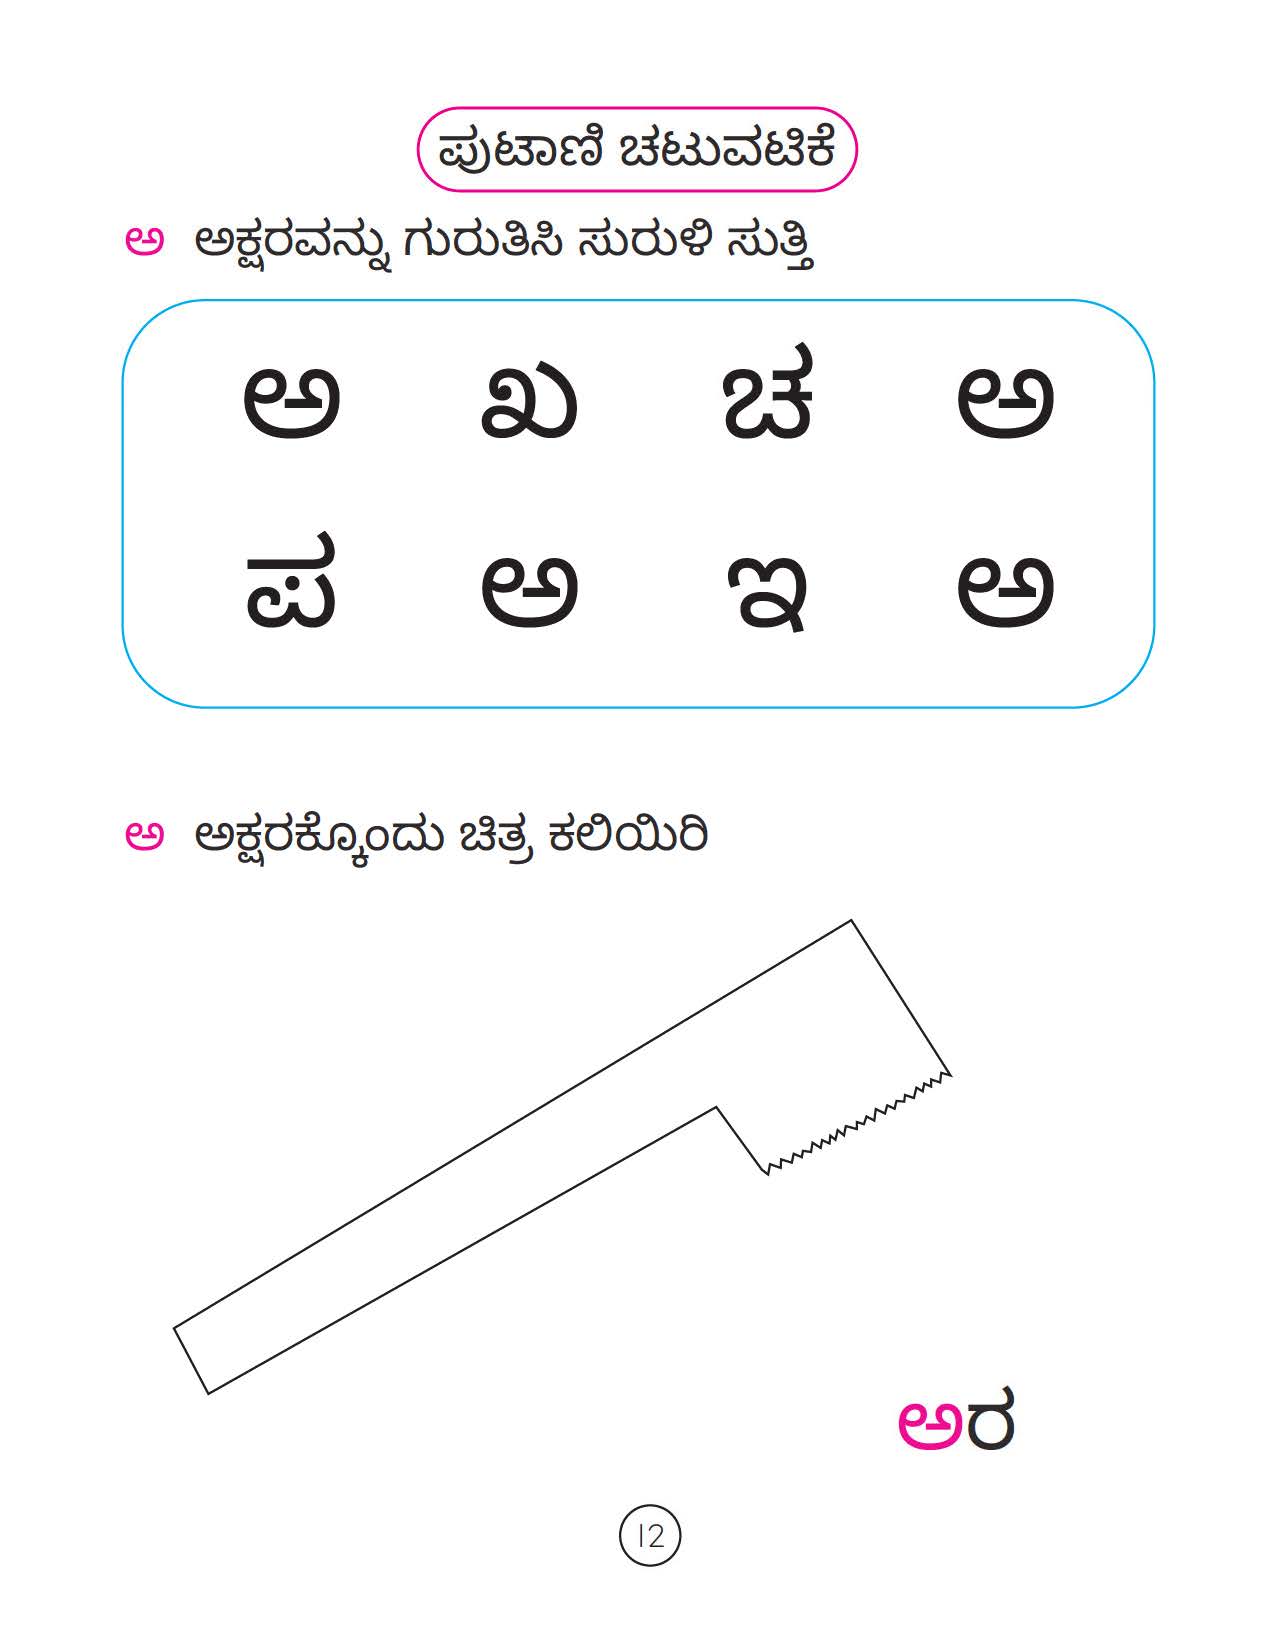 ಪುಟಾಣಿ ಚಟುವಟಿಕೆ
ಅ ಅಕ್ಷರವನ್ನು ಗುರುತಿಸಿ ಸುರುಳಿ ಸುತ್ತಿ
ಅ ಖ ಚ ಅ
ಪ ಅ ಇ ಅ
ಅ ಅಕ್ಷರಕ್ಕೊಂದು ಚಿತ್ರ ಕಲಿಯಿರಿ
ಅರ
12